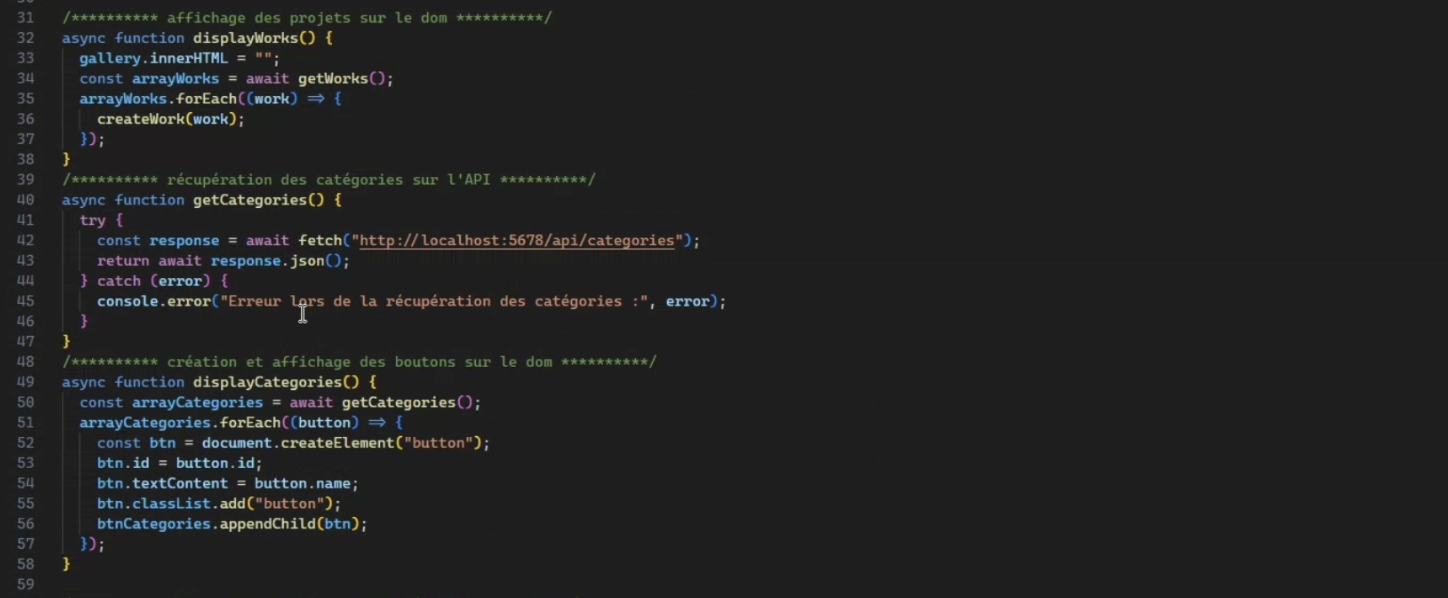 31 /********** affichage des projets sur le dom **********/
32 async function displayWorks() {
33 gallery.innerHTML = "";
34 const arrayWorks = await getWorks();
35 arrayWorks.forEach((work) => {
36 createWork(work);
37 });
38 }
39 /********** récupération des catégories sur l'API **********/
40 async function getCategories() {
41 try {
42 const response = await fetch("http://localhost:5678/api/categories");
43 return await response.json();
44 } catch (error) {
45 console.error("Erreur lors de la récupération des catégories :", error);
46 }
47 }
48 /********** création et affichage des boutons sur le dom **********/
49 async function displayCategories() {
50 const arrayCategories = await getCategories();
51 arrayCategories.forEach((button) => {
52 const btn = document.createElement("button");
53 btn.id = button.id;
54 btn.textContent = button.name;
55 btn.classList.add("button");
56 btnCategories.appendChild(btn);
57 });
58 }
59